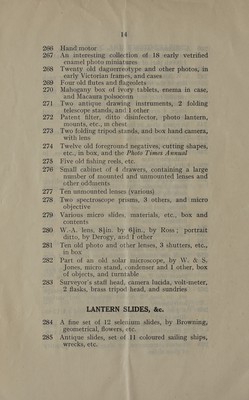 14
266 Hand motor
267 An interesting collection of 18 early vetrified
enamel photo miniatures
268 Twenty old daguerreotype and other photos, in
early Victorian frames, and cases
269 Four old flutes and flageolets
270 Mahogany box of ivory tablets, enema in case,
and Macaura pulsocon
271 Two antique drawing instruments, 2 folding
telescope stands, and 1 other
272 Patent filter, ditto disinfector, photo lantern,
mounts, etc., in chest
273 Two folding tripod stands, and box hand camera,
with lens
274 Twelve old foreground negatives, cutting shapes,
etc., in box, and the Photo Times Annual
275 Five old fishing reels, etc.
276 Small cabinet of 4 drawers, containing a large
number of mounted and unmounted lenses and
other oddments
277 Ten unmounted lenses (various)
278 Two spectroscope prisms, 3 others, and micro
objective
279 Various micro slides, materials, etc., box and
contents
280 W.-A. lens 8½in. by 6½in., by Ross; portrait
ditto, by Derogy, and 1 other
281 Ten old photo and other lenses, 3 shutters, etc.,
in box
282 Part of an old solar microscope, by W. & S.
Jones, micro stand, condenser and 1 other, box
of objects, and turntable
283 Surveyor's staff head, camera lucida, volt-meter,
2 flasks, brass tripod head, and sundries
LANTERN SLIDES, &c.
284 A fine set of 12 selenium slides, by Browning,
geometrical, flowers, etc.
285 Antique slides, set of 11 coloured sailing ships,
wrecks, etc.